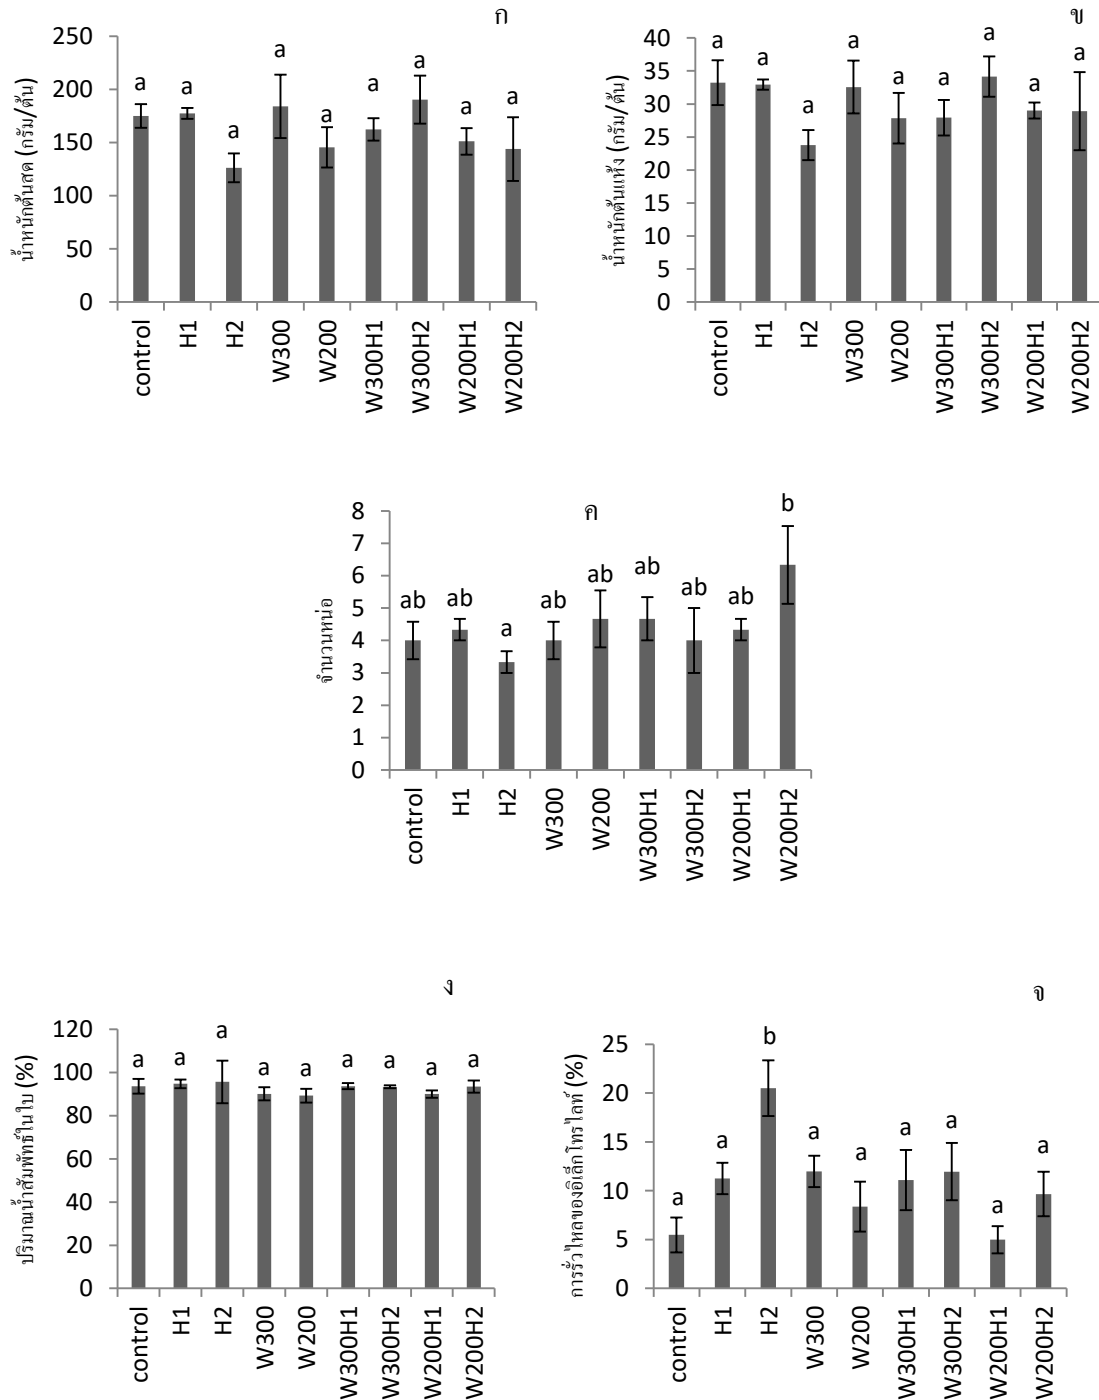 ก
250
200
150
100
50
0
น้ำหนักต้นสด (กรัม/ต้น)
a a a a a a a a a
control H1 H2 W300 W200 W300H1 W300H2 W200H1 W200H2
ข
40
35
30
25
20
15
10
5
0
น้ำหนักต้นแห้ง (กรัม/ต้น)
a a a a a a a a a
control H1 H2 W300 W200 W300H1 W300H2 W200H1 W200H2
ค
8
7
6
5
4
3
2
1
0
จำนวนหน่อ
ab ab a ab ab ab ab ab b
control H1 H2 W300 W200 W300H1 W300H2 W200H1 W200H2
ง
120
100
80
60
40
20
0
ปริมาณน้ำสัมพัทธ์ในใบ (%)
a a a a a a a a a
control H1 H2 W300 W200 W300H1 W300H2 W200H1 W200H2
จ
25
20
15
10
5
0
การรั่วไหลของอิเล็กโทรไลท์ (%)
a a b a a a a a a
control H1 H2 W300 W200 W300H1 W300H2 W200H1 W200H2